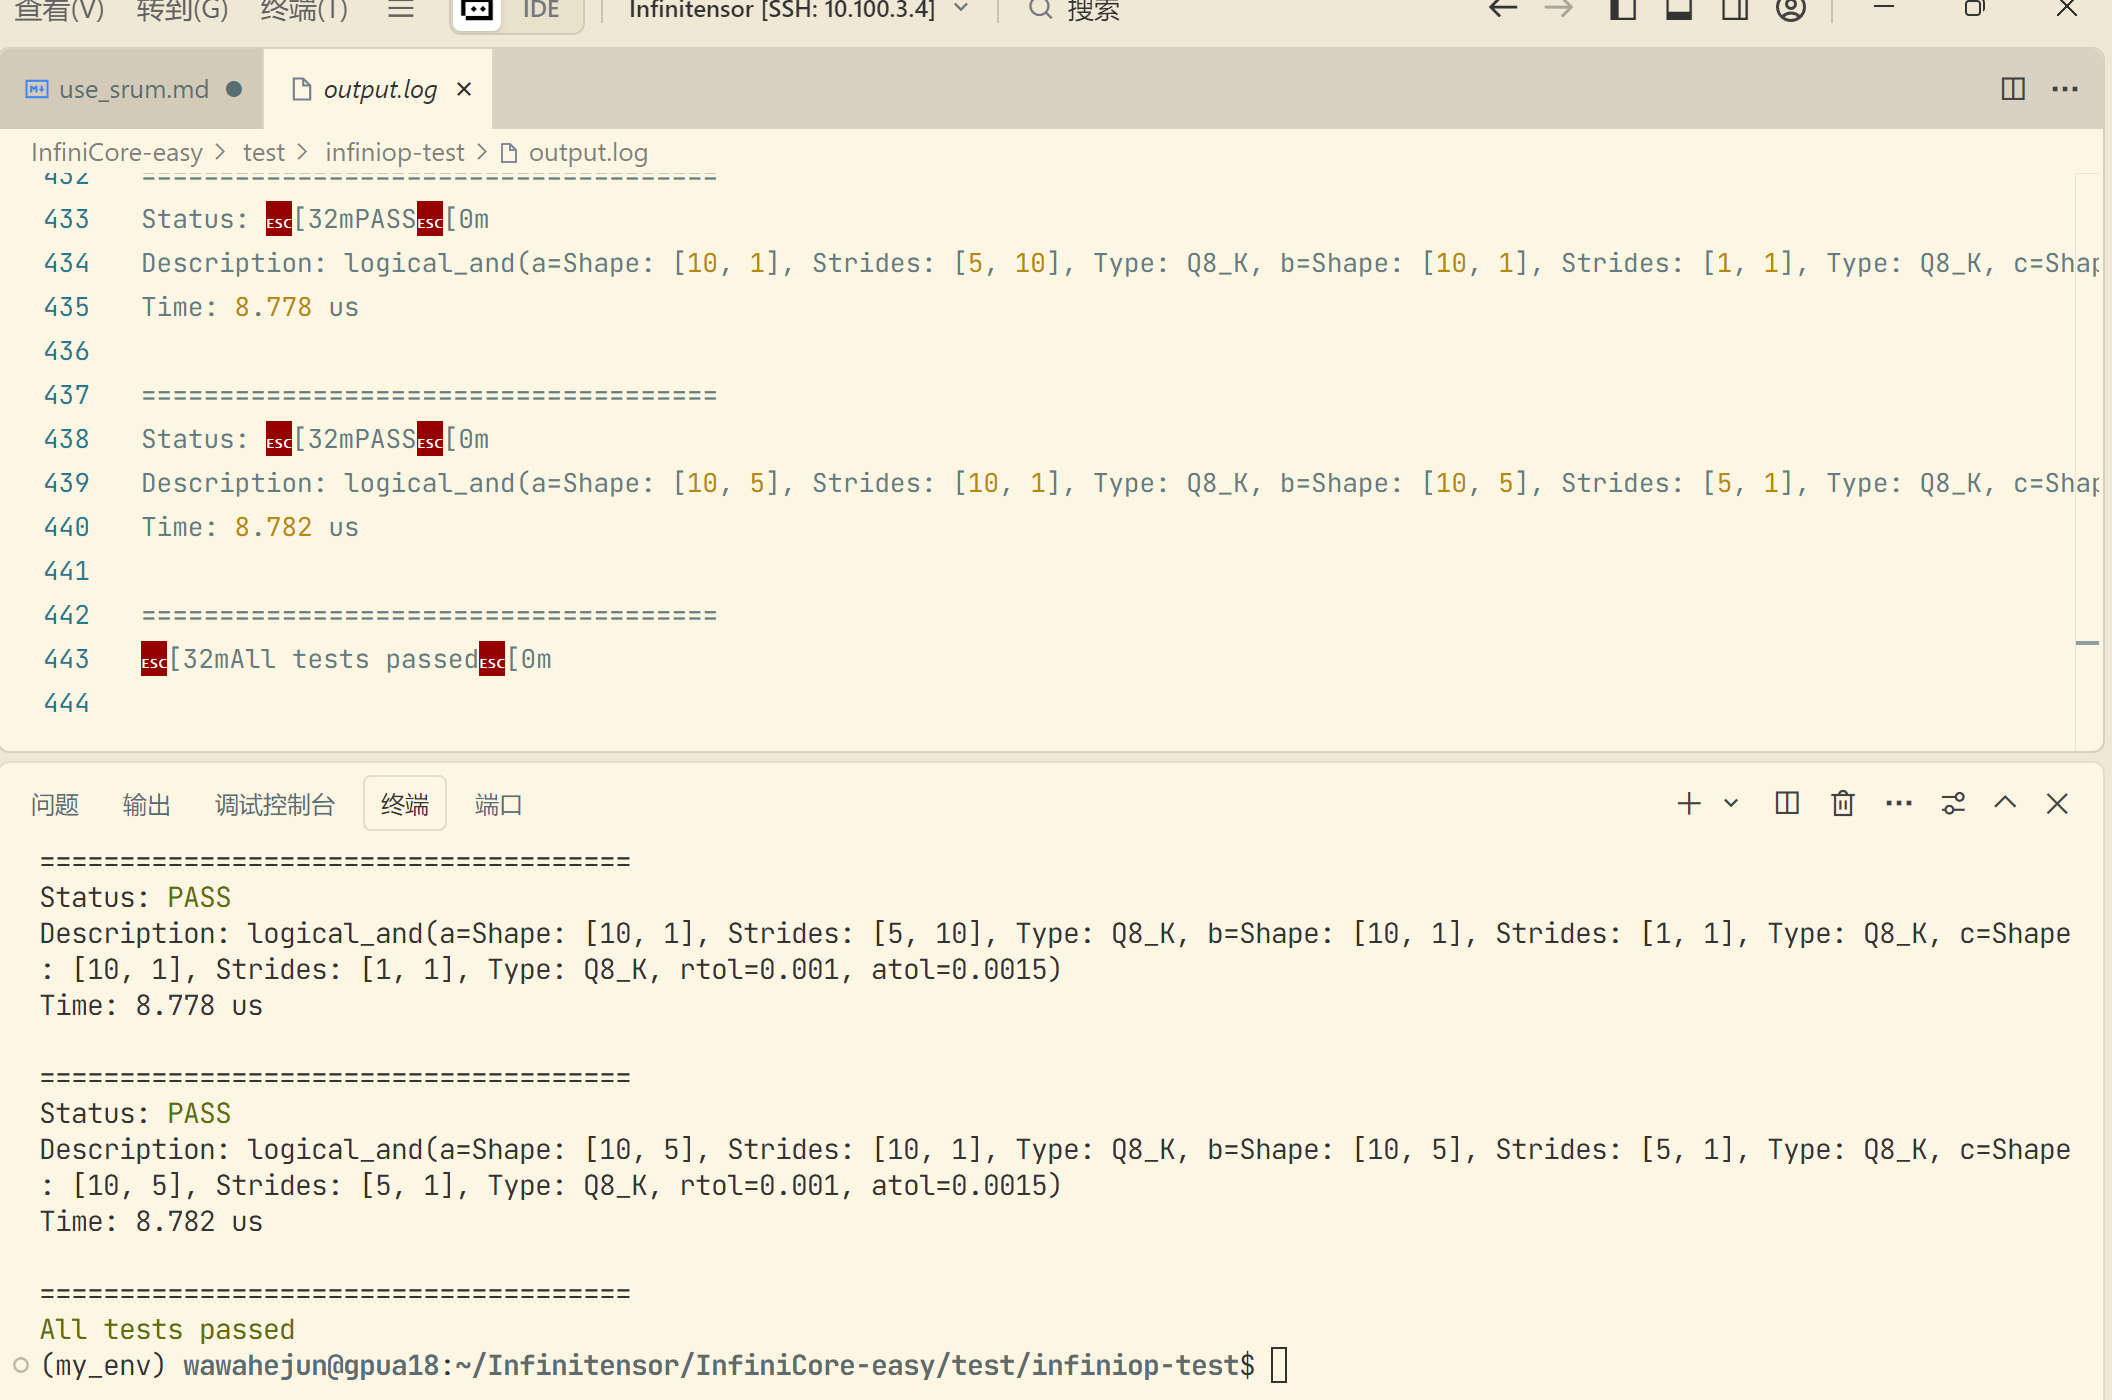 查看(V) 转到(G) 终端(T) IDE Infinitensor [SSH: 10.100.3.4] 搜索
use_srum.md output.log
InfiniCore-easy > test > infiniop-test > output.log
432 =====================================
433 Status: ESC[32mPASSESC[0m
434 Description: logical_and(a=Shape: [10, 1], Strides: [5, 10], Type: Q8_K, b=Shape: [10, 1], Strides: [1, 1], Type: Q8_K, c=Shap
435 Time: 8.778 us
436
437 =====================================
438 Status: ESC[32mPASSESC[0m
439 Description: logical_and(a=Shape: [10, 5], Strides: [10, 1], Type: Q8_K, b=Shape: [10, 5], Strides: [5, 1], Type: Q8_K, c=Shap
440 Time: 8.782 us
441
442 =====================================
443 ESC[32mAll tests passedESC[0m
444
问题 输出 调试控制台 终端 端口
=====================================
Status: PASS
Description: logical_and(a=Shape: [10, 1], Strides: [5, 10], Type: Q8_K, b=Shape: [10, 1], Strides: [1, 1], Type: Q8_K, c=Shape
: [10, 1], Strides: [1, 1], Type: Q8_K, rtol=0.001, atol=0.0015)
Time: 8.778 us
=====================================
Status: PASS
Description: logical_and(a=Shape: [10, 5], Strides: [10, 1], Type: Q8_K, b=Shape: [10, 5], Strides: [5, 1], Type: Q8_K, c=Shape
: [10, 5], Strides: [5, 1], Type: Q8_K, rtol=0.001, atol=0.0015)
Time: 8.782 us
=====================================
All tests passed
(my_env) wawahejun@gpua18:~/Infinitensor/InfiniCore-easy/test/infiniop-test$